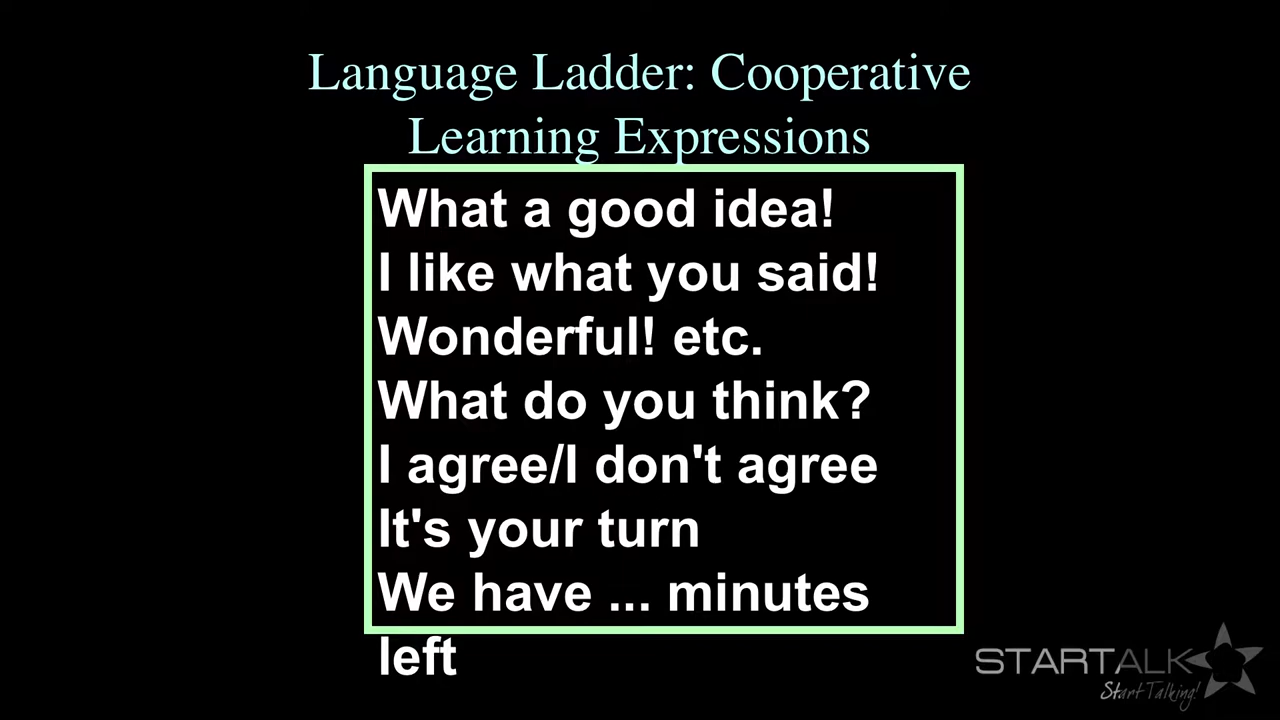 Language Ladder: Cooperative
Learning Expressions
What a good idea!
I like what you said!
Wonderful! etc.
What do you think?
I agree/I don't agree
It's your turn
We have ... minutes
left
STARTALK
Start Talking!